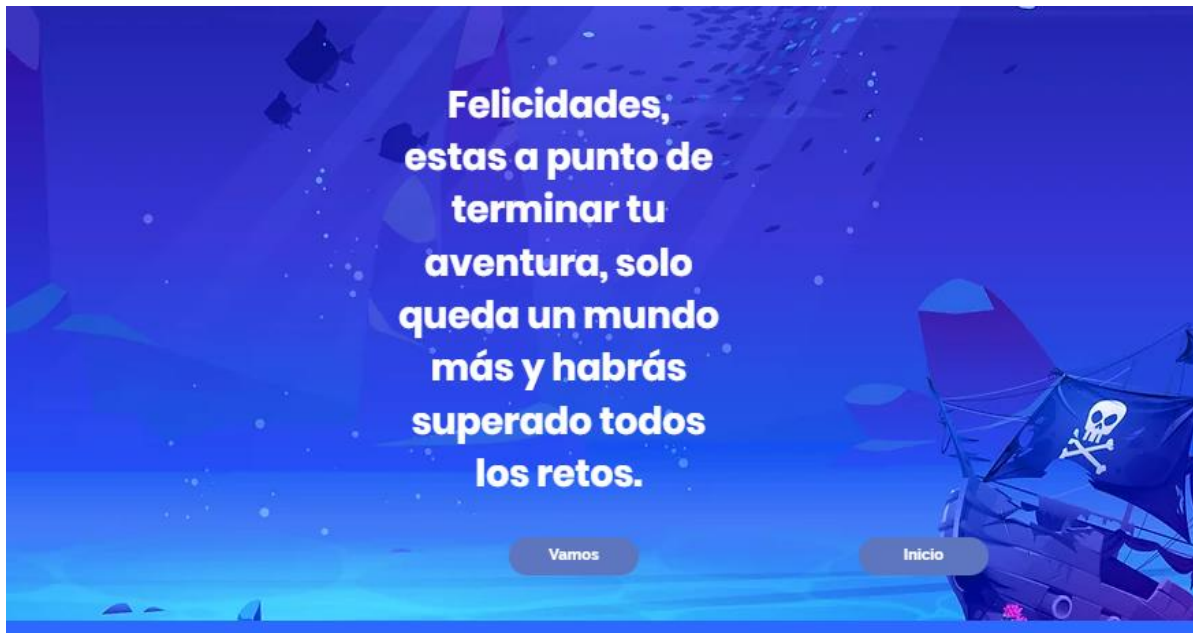 Felicidades,
estas a punto de
terminar tu
aventura, solo
queda un mundo
más y habrás
superado todos
los retos.
Vamos
Inicio